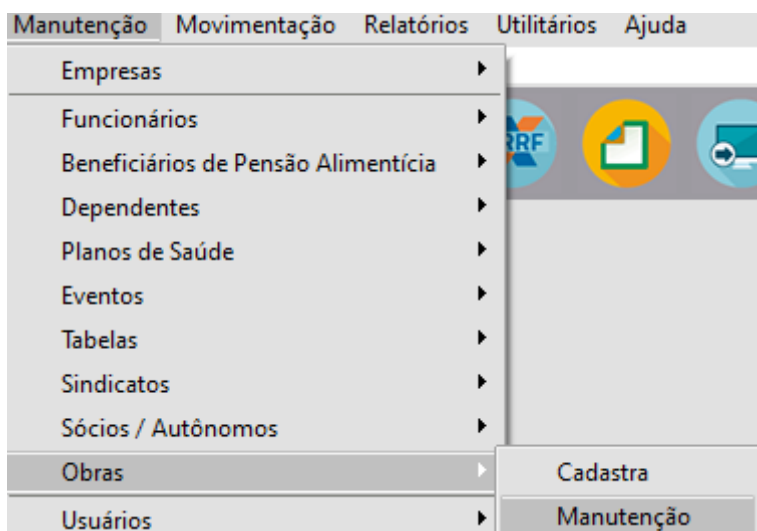 Manutenção Movimentação Relatórios Utilitários Ajuda
Empresas
Funcionários
RRF
Beneficiários de Pensão Alimentícia
Dependentes
Planos de Saúde
Eventos
Tabelas
Sindicatos
Sócios / Autônomos
Obras Cadastra
Usuários Manutenção